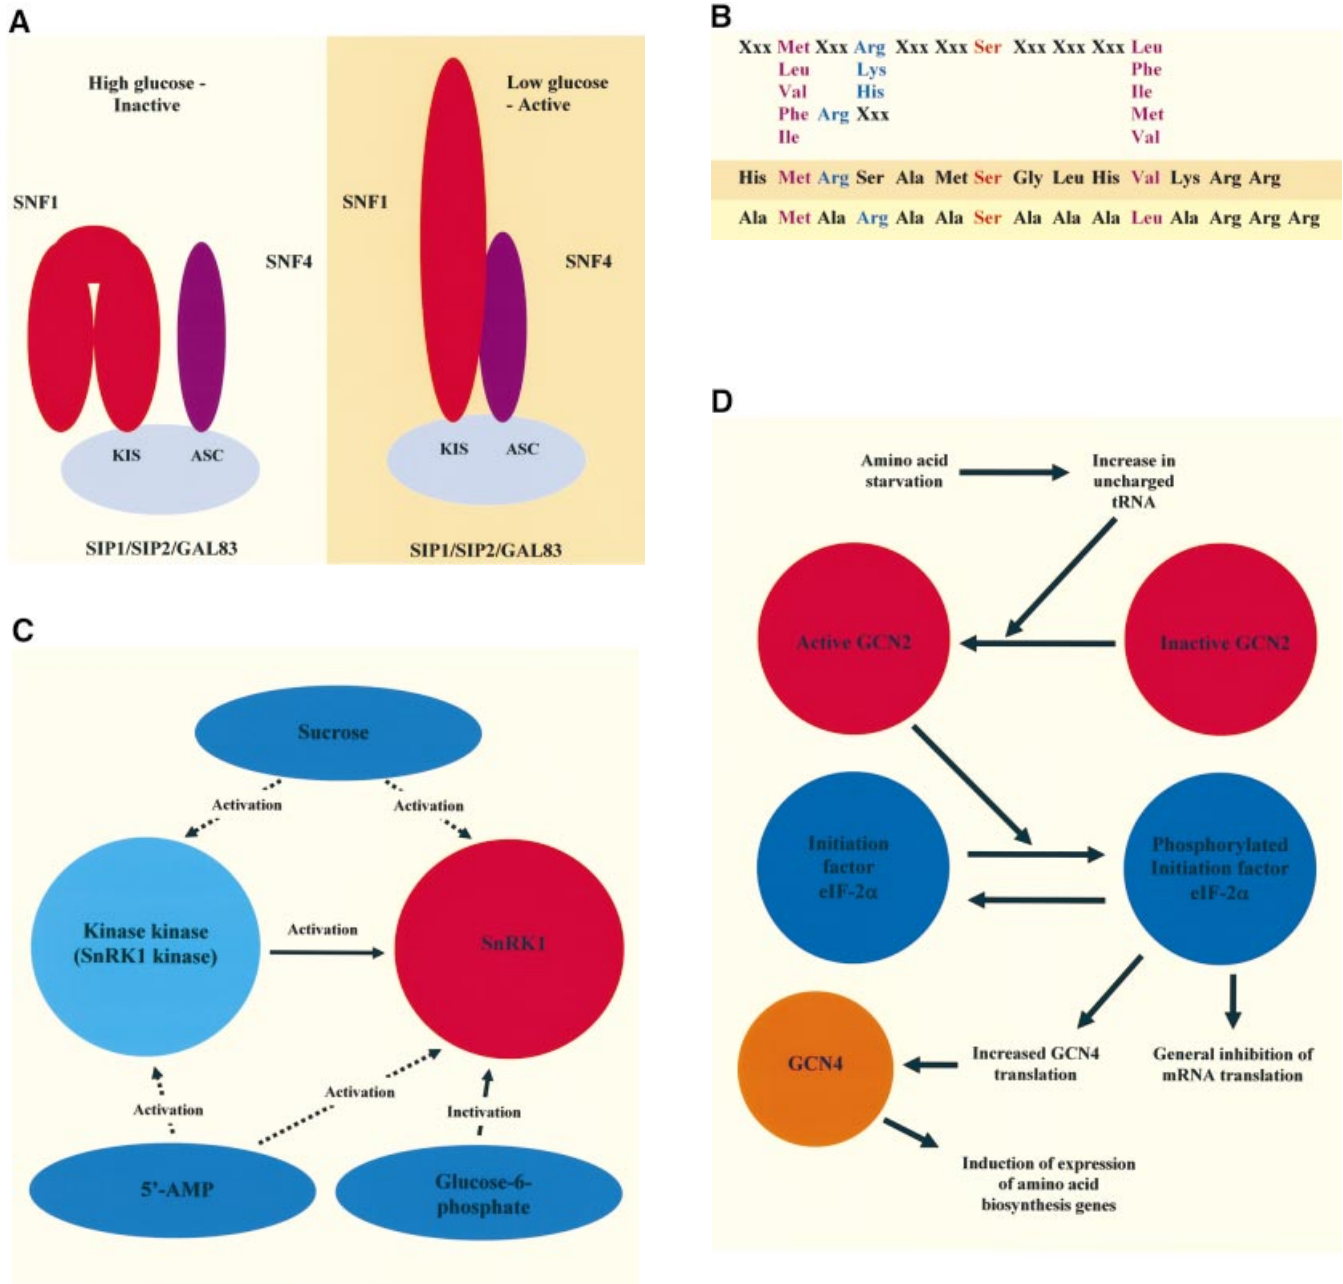 A
High glucose -
Inactive
Low glucose
- Active
SNF1
SNF4
SNF1
SNF4
KIS ASC
KIS ASC
SIP1/SIP2/GAL83
SIP1/SIP2/GAL83
B
Xxx Met Xxx Arg Xxx Xxx Ser Xxx Xxx Xxx Leu
Leu Lys Phe
Val His Ile
Phe Arg Xxx Met
Ile Val
His Met Arg Ser Ala Met Ser Gly Leu His Val Lys Arg Arg
Ala Met Ala Arg Ala Ala Ser Ala Ala Ala Leu Ala Arg Arg Arg
C
Sucrose
Activation
Activation
Kinase kinase
(SnRK1 kinase)
Activation
SnRK1
Activation
Activation
Inctivation
5'-AMP
Glucose-6-
phosphate
D
Amino acid
starvation
Increase in
uncharged
tRNA
Active GCN2
Inactive GCN2
Initiation
factor
eIF-2α
Phosphorylated
Initiation factor
eIF-2α
GCN4
Increased GCN4
translation
General inhibition of
mRNA translation
Induction of expression
of amino acid
biosynthesis genes